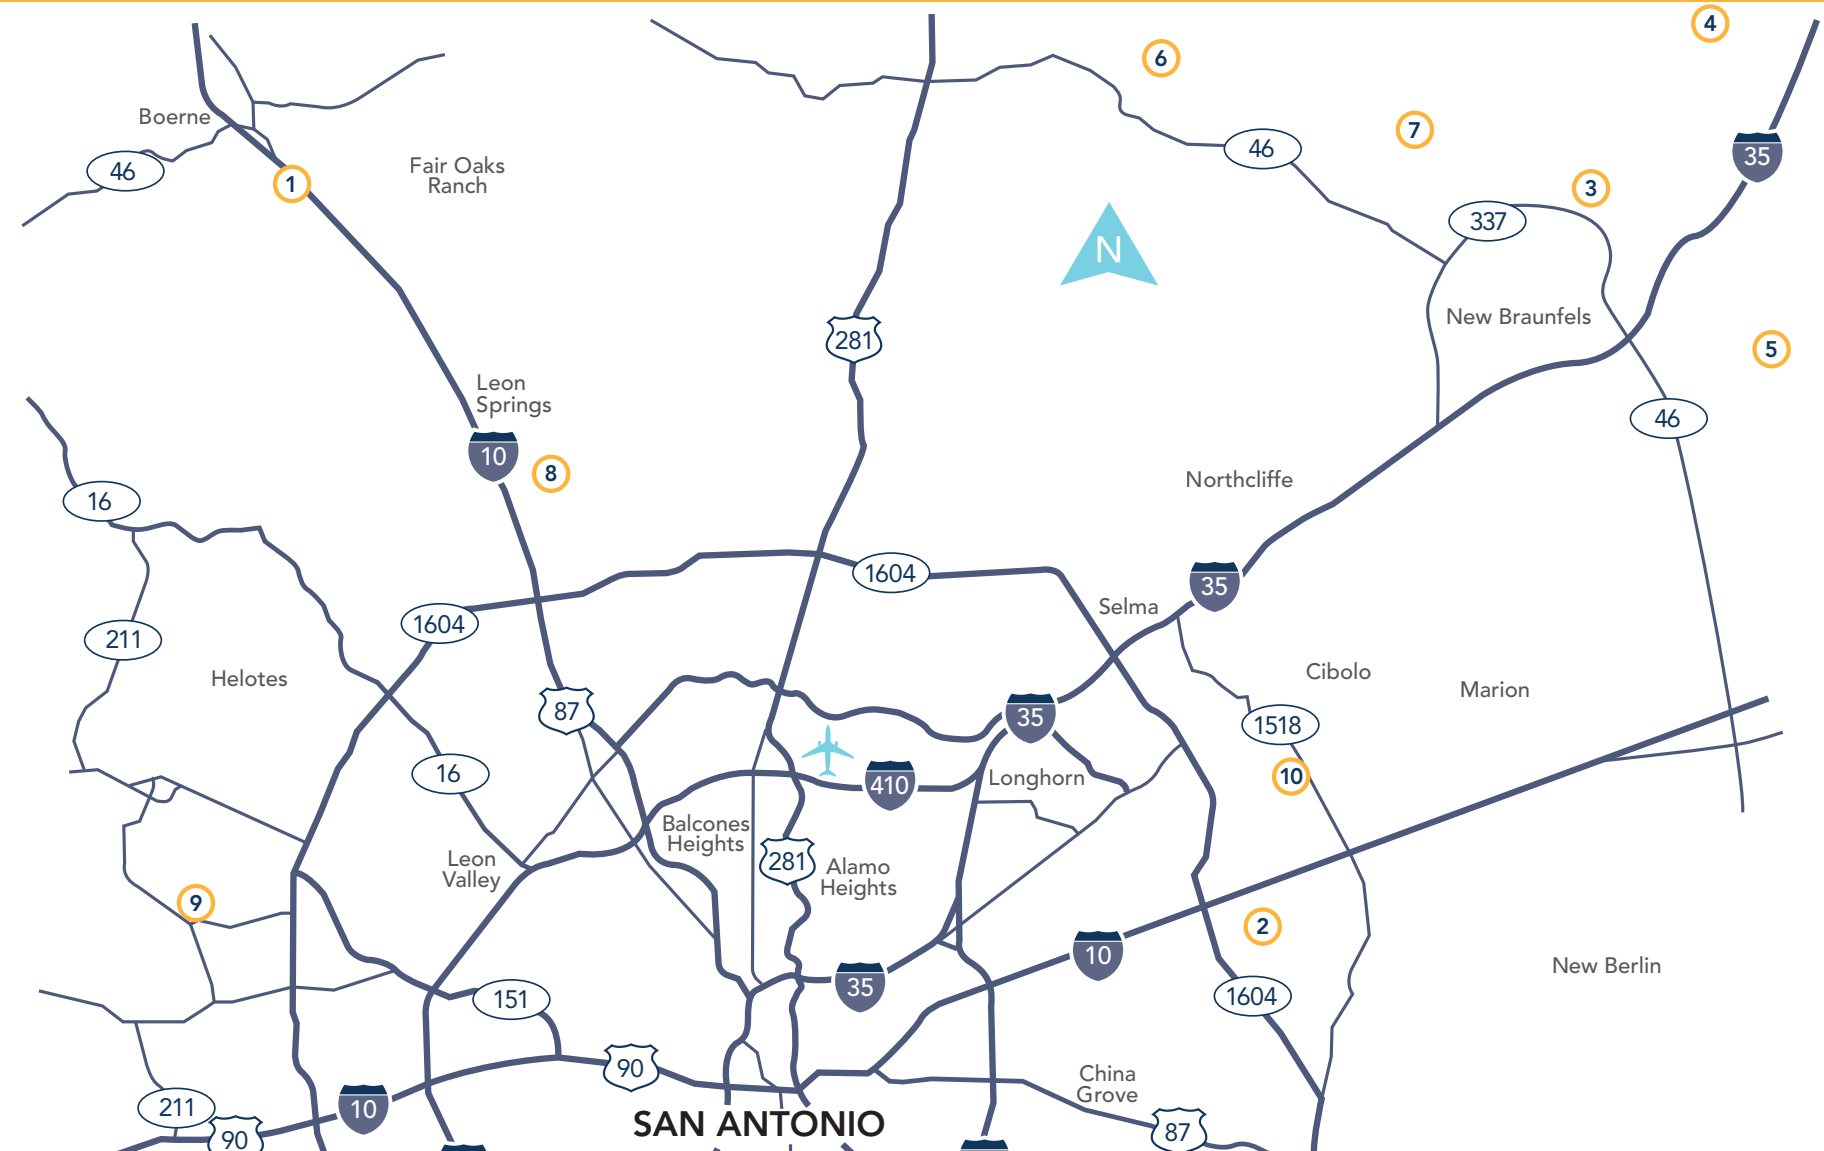 4
6
7
Boerne
46
35
46
Fair Oaks
Ranch
1
3
337
N
New Braunfels
281
5
Leon
Springs
46
10
8
Northcliffe
16
1604
35
Selma
1604
211
Cibolo
Helotes
Marion
87
35
1518
16
10
Longhorn
410
Balcones
Heights
281
Leon
Valley
Alamo
Heights
9
2
10
New Berlin
35
1604
151
90
China
Grove
10
211
SAN ANTONIO
87
90